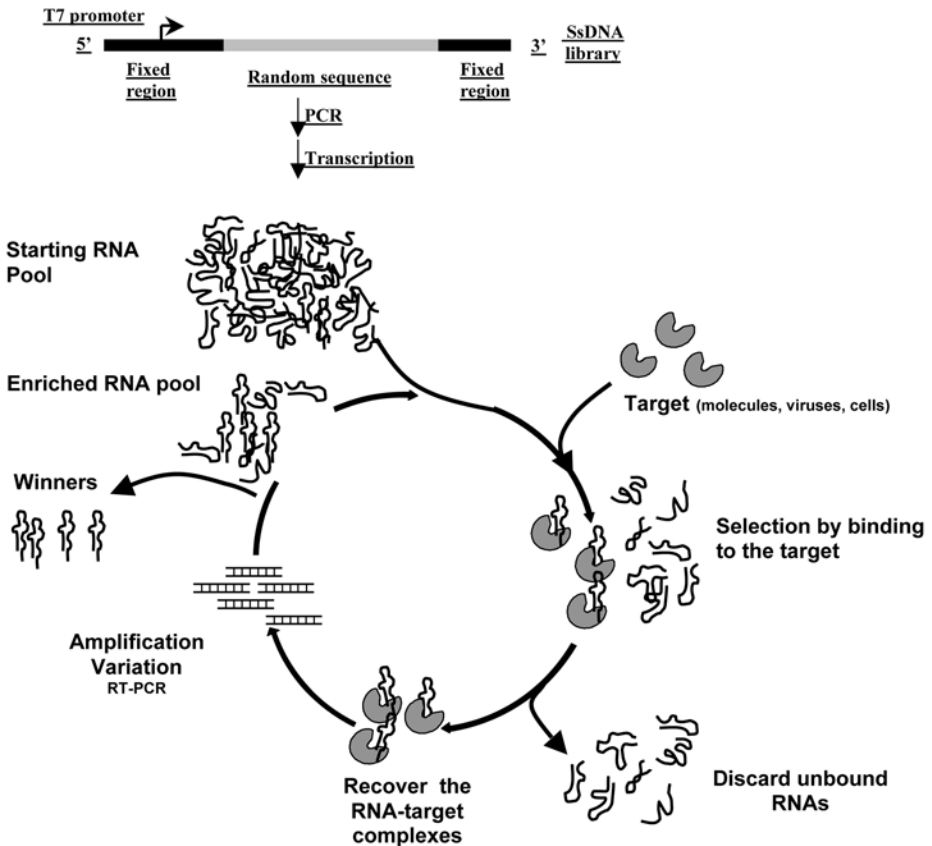 T7 promoter
5’
3’
SsDNA
library
Fixed
region
Random sequence
Fixed
region
PCR
Transcription
Starting RNA
Pool
Enriched RNA pool
Target (molecules, viruses, cells)
Winners
Selection by binding
to the target
Amplification
Variation
RT-PCR
Recover the
RNA-target
complexes
Discard unbound
RNAs